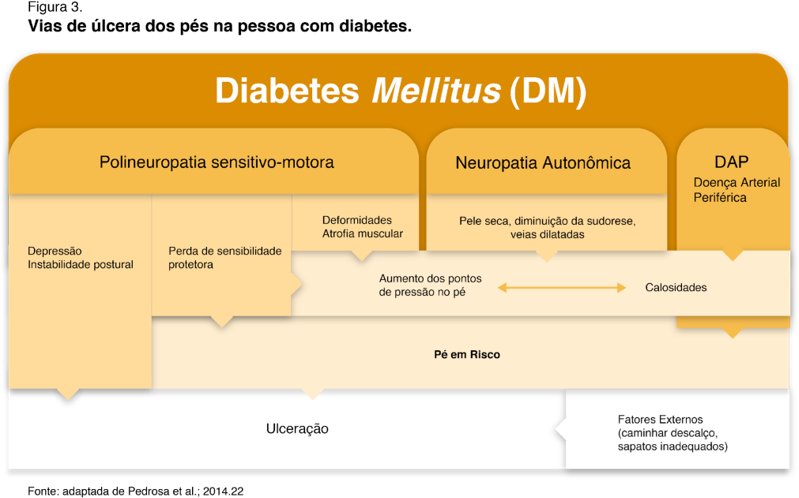 Figura 3.
Vias de úlcera dos pés na pessoa com diabetes.
Diabetes Mellitus (DM)
Polineuropatia sensitivo-motora
Neuropatia Autonômica
DAP
Doença Arterial
Periférica
Depressão
Instabilidade postural
Perda de sensibilidade
protetora
Deformidades
Atrofia muscular
Pele seca, diminuição da sudorese,
veias dilatadas
Aumento dos pontos
de pressão no pé
Calosidades
Pé em Risco
Ulceração
Fatores Externos
(caminhar descalço,
sapatos inadequados)
Fonte: adaptada de Pedrosa et al.; 2014.22